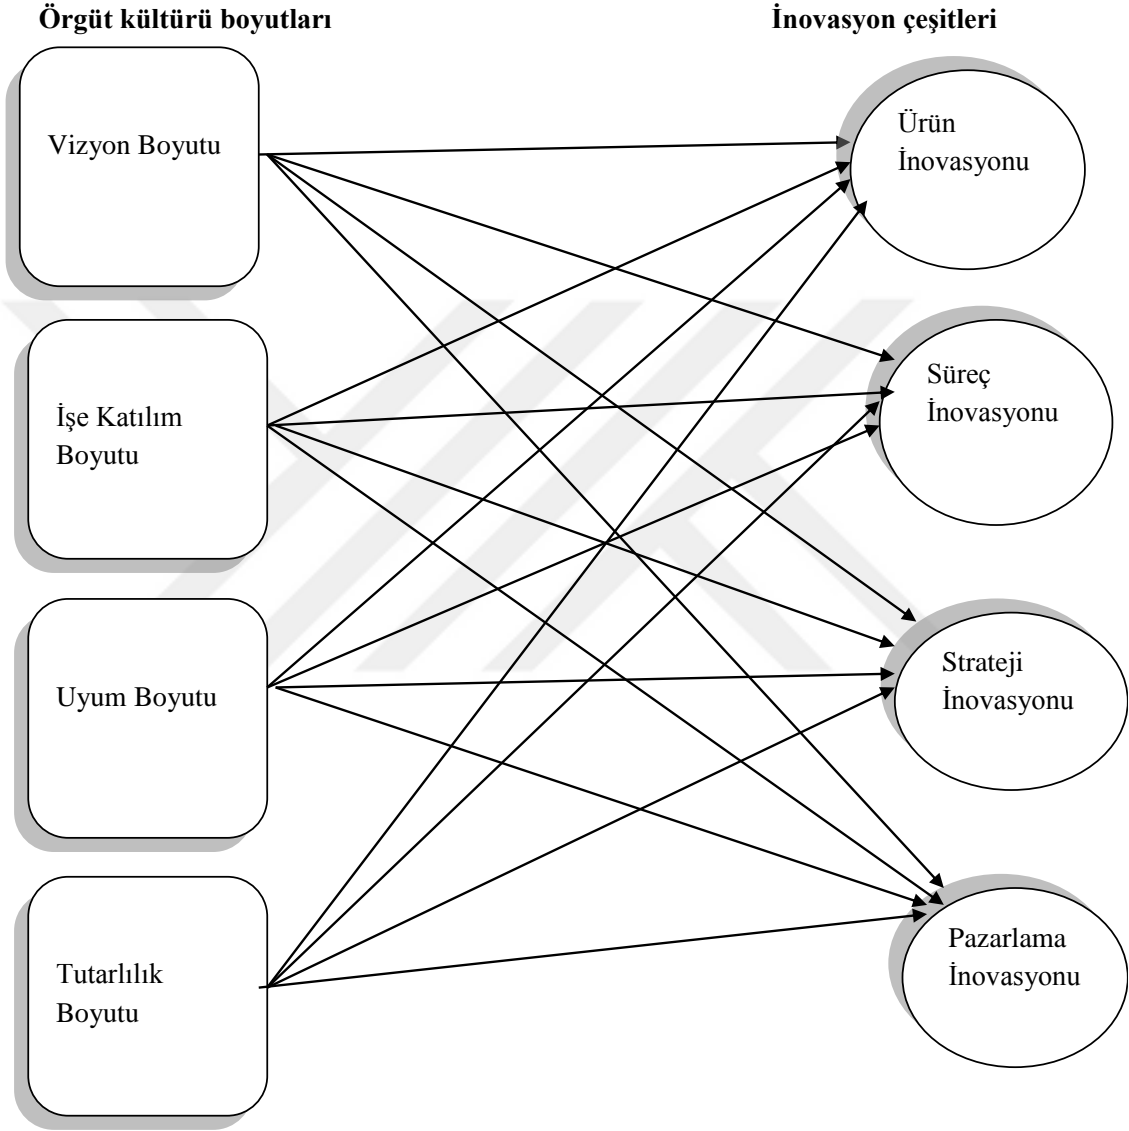 Örgüt kültürü boyutları
İnovasyon çeşitleri
Vizyon Boyutu
Ürün
İnovasyonu
İşe Katılım
Boyutu
Süreç
İnovasyonu
Uyum Boyutu
Strateji
İnovasyonu
Tutarlılık
Boyutu
Pazarlama
İnovasyonu